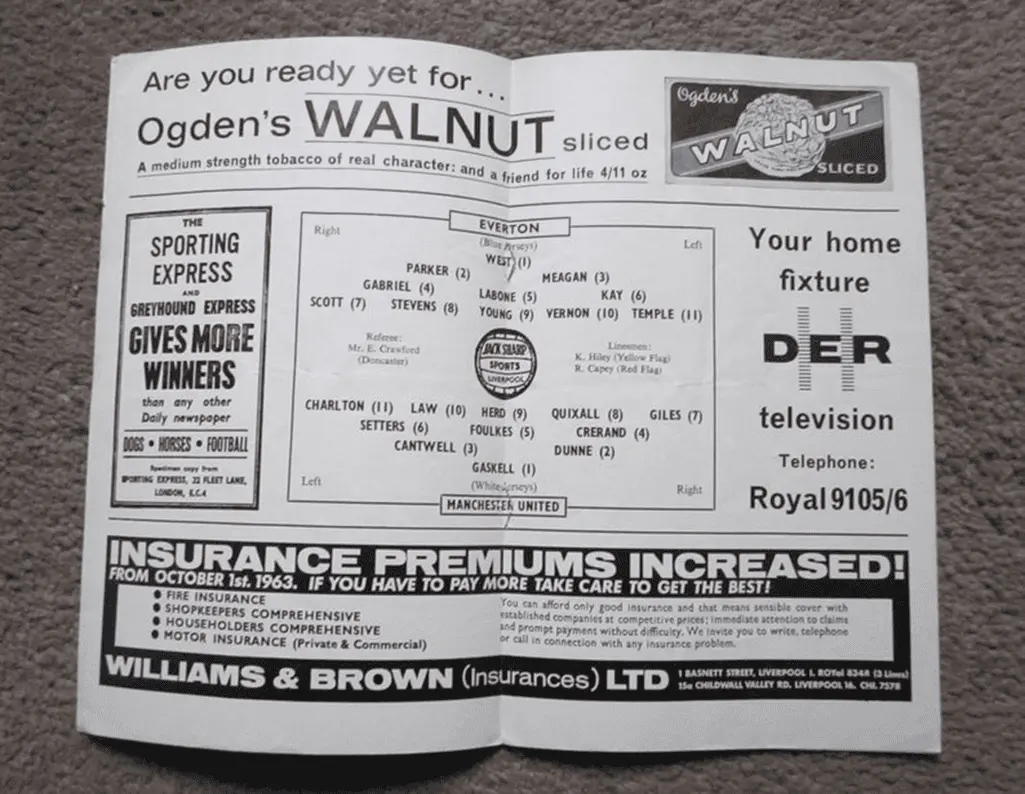 Are you ready yet for...
Ogden's WALNUT sliced
A medium strength tobacco of real character: and a friend for life 4/11 oz
Ogden's
WALNUT
SLICED
THE
SPORTING
EXPRESS
AND
GREYHOUND EXPRESS
GIVES MORE
WINNERS
than any other
Daily newspaper
DOGS • HORSES • FOOTBALL
Specimen copy from
SPORTING EXPRESS, 22 FLEET LANE,
LONDON, E.C.4
EVERTON
Right
(Blue Jerseys)
Left
WEST (1)
PARKER (2) MEAGAN (3)
GABRIEL (4) LABONE (5) KAY (6)
SCOTT (7) STEVENS (8) YOUNG (9) VERNON (10) TEMPLE (11)
Referee:
Mr. E. Crawford
(Doncaster)
JACK SHARP
SPORTS
LIVERPOOL
Linesmen:
K. Hiley (Yellow Flag)
R. Capey (Red Flag)
CHARLTON (11) LAW (10) HERD (9) QUIXALL (8) GILES (7)
SETTERS (6) FOULKES (5) CRERAND (4)
CANTWELL (3) DUNNE (2)
GASKELL (1)
Left
(White Jerseys)
Right
MANCHESTER UNITED
Your home
fixture
DER
television
Telephone:
Royal 9105/6
INSURANCE PREMIUMS INCREASED!
FROM OCTOBER 1st. 1963. IF YOU HAVE TO PAY MORE TAKE CARE TO GET THE BEST!
• FIRE INSURANCE
• SHOPKEEPERS COMPREHENSIVE
• HOUSEHOLDERS COMPREHENSIVE
• MOTOR INSURANCE (Private & Commercial)
You can afford only good insurance and that means sensible cover with
established companies at competitive prices; immediate attention to claims
and prompt payment without difficulty. We invite you to write, telephone
or call in connection with any insurance problem.
WILLIAMS & BROWN (Insurances) LTD
1 BASNETT STREET, LIVERPOOL 1. ROYal 8348 (3 Lines)
15a CHILDWALL VALLEY RD. LIVERPOOL 16. CHI. 7578